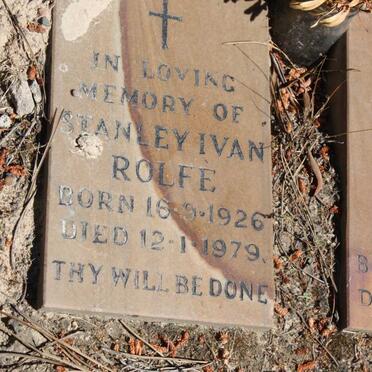 IN LOVING
MEMORY OF
STANLEY IVAN
ROLFE
BORN 16-9-1926
DIED 12-1-1979
THY WILL BE DONE